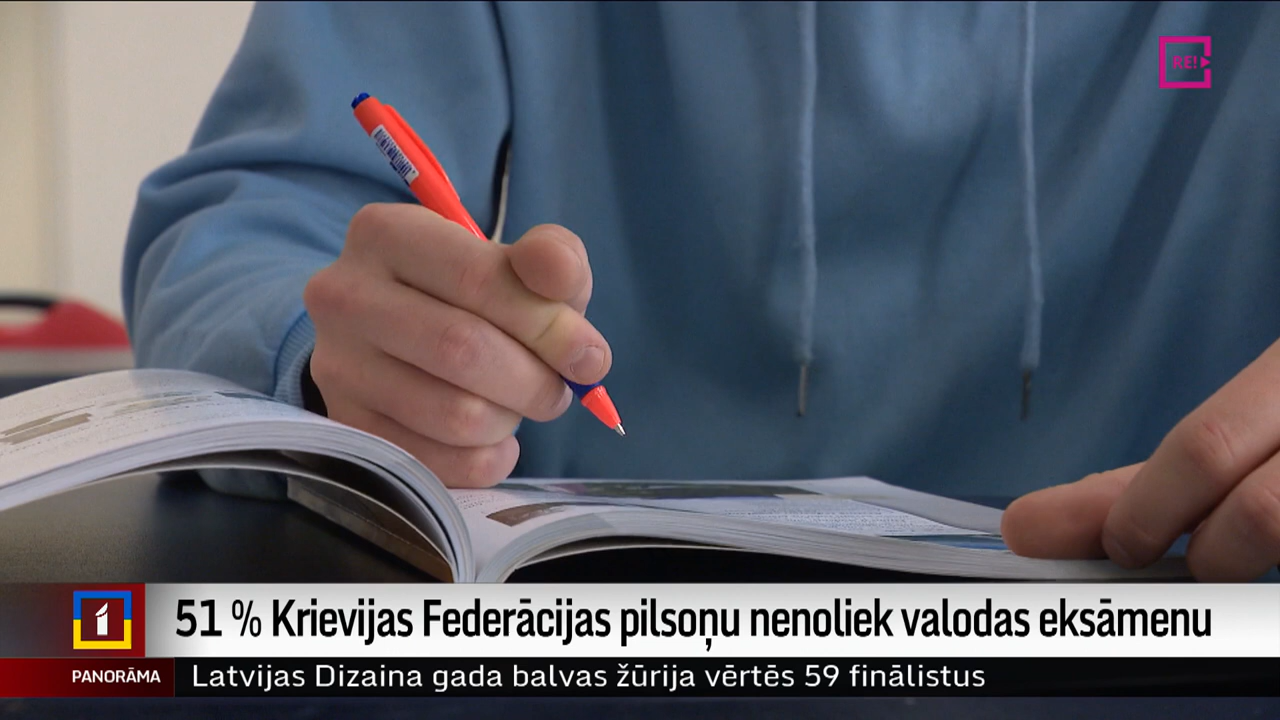 RE!
51 % Krievijas Federācijas pilsoņu nenoliek valodas eksāmenu
1
PANORĀMA
Latvijas Dizaina gada balvas žūrija vērtēs 59 finālistus